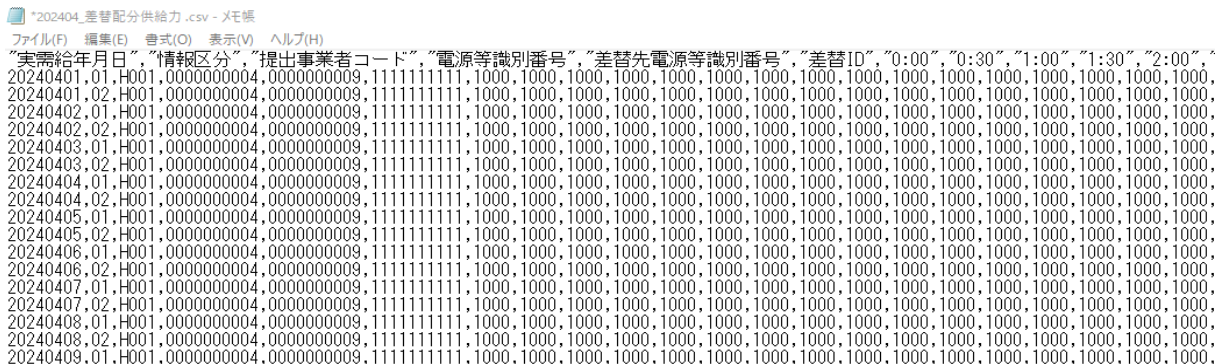 *202404_差替配分供給力 .csv - メモ帳
ファイル(F) 編集(E) 書式(O) 表示(V) ヘルプ(H)
"実需給年月日","情報区分","提出事業者コード","電源等識別番号","差替先電源等識別番号","差替ID","0:00","0:30","1:00","1:30","2:00","
20240401,01,H001,0000000004,0000000009,1111111111,1000,1000,1000,1000,1000,1000,1000,1000,1000,1000,1000,1000,1000,1000,1000,1000,
20240401,02,H001,0000000004,0000000009,1111111111,1000,1000,1000,1000,1000,1000,1000,1000,1000,1000,1000,1000,1000,1000,1000,1000,
20240402,01,H001,0000000004,0000000009,1111111111,1000,1000,1000,1000,1000,1000,1000,1000,1000,1000,1000,1000,1000,1000,1000,1000,
20240402,02,H001,0000000004,0000000009,1111111111,1000,1000,1000,1000,1000,1000,1000,1000,1000,1000,1000,1000,1000,1000,1000,1000,
20240403,01,H001,0000000004,0000000009,1111111111,1000,1000,1000,1000,1000,1000,1000,1000,1000,1000,1000,1000,1000,1000,1000,1000,
20240403,02,H001,0000000004,0000000009,1111111111,1000,1000,1000,1000,1000,1000,1000,1000,1000,1000,1000,1000,1000,1000,1000,1000,
20240404,01,H001,0000000004,0000000009,1111111111,1000,1000,1000,1000,1000,1000,1000,1000,1000,1000,1000,1000,1000,1000,1000,1000,
20240404,02,H001,0000000004,0000000009,1111111111,1000,1000,1000,1000,1000,1000,1000,1000,1000,1000,1000,1000,1000,1000,1000,1000,
20240405,01,H001,0000000004,0000000009,1111111111,1000,1000,1000,1000,1000,1000,1000,1000,1000,1000,1000,1000,1000,1000,1000,1000,
20240405,02,H001,0000000004,0000000009,1111111111,1000,1000,1000,1000,1000,1000,1000,1000,1000,1000,1000,1000,1000,1000,1000,1000,
20240406,01,H001,0000000004,0000000009,1111111111,1000,1000,1000,1000,1000,1000,1000,1000,1000,1000,1000,1000,1000,1000,1000,1000,
20240406,02,H001,0000000004,0000000009,1111111111,1000,1000,1000,1000,1000,1000,1000,1000,1000,1000,1000,1000,1000,1000,1000,1000,
20240407,01,H001,0000000004,0000000009,1111111111,1000,1000,1000,1000,1000,1000,1000,1000,1000,1000,1000,1000,1000,1000,1000,1000,
20240407,02,H001,0000000004,0000000009,1111111111,1000,1000,1000,1000,1000,1000,1000,1000,1000,1000,1000,1000,1000,1000,1000,1000,
20240408,01,H001,0000000004,0000000009,1111111111,1000,1000,1000,1000,1000,1000,1000,1000,1000,1000,1000,1000,1000,1000,1000,1000,
20240408,02,H001,0000000004,0000000009,1111111111,1000,1000,1000,1000,1000,1000,1000,1000,1000,1000,1000,1000,1000,1000,1000,1000,
20240409,01,H001,0000000004,0000000009,1111111111,1000,1000,1000,1000,1000,1000,1000,1000,1000,1000,1000,1000,1000,1000,1000,1000,